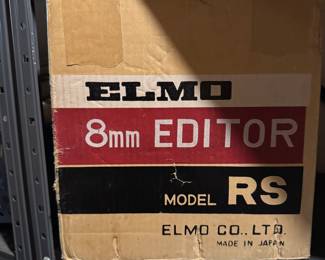 ELMO
8mm EDITOR
MODEL RS
ELMO CO., LTD.
MADE IN JAPAN